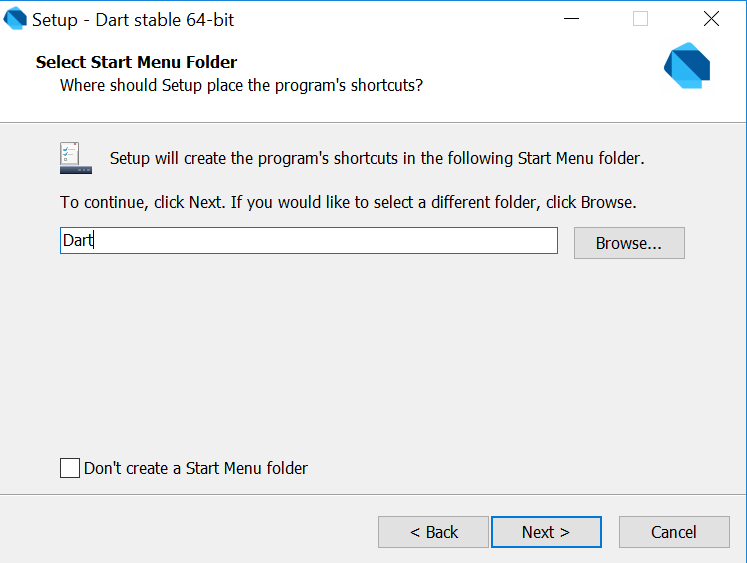 Setup - Dart stable 64-bit
Select Start Menu Folder
Where should Setup place the program's shortcuts?
Setup will create the program's shortcuts in the following Start Menu folder.
To continue, click Next. If you would like to select a different folder, click Browse.
Dart
Browse...
Don't create a Start Menu folder
< Back
Next >
Cancel